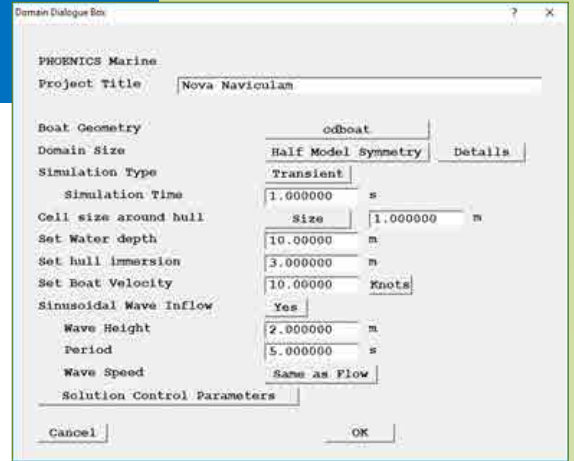 Domain Dialogue Box ? ×
PHOENICS Marine
Project Title Nova Naviculam
Boat Geometry cdboat
Domain Size Half Model Symmetry Details
Simulation Type Transient
Simulation Time 1.000000 s
Cell size around hull Size 1.000000 m
Set Water depth 10.00000 m
Set hull immersion 3.000000 m
Set Boat Velocity 10.00000 Knots
Sinusoidal Wave Inflow Yes
Wave Height 2.000000 m
Period 5.000000 s
Wave Speed Same as Flow
Solution Control Parameters
Cancel OK